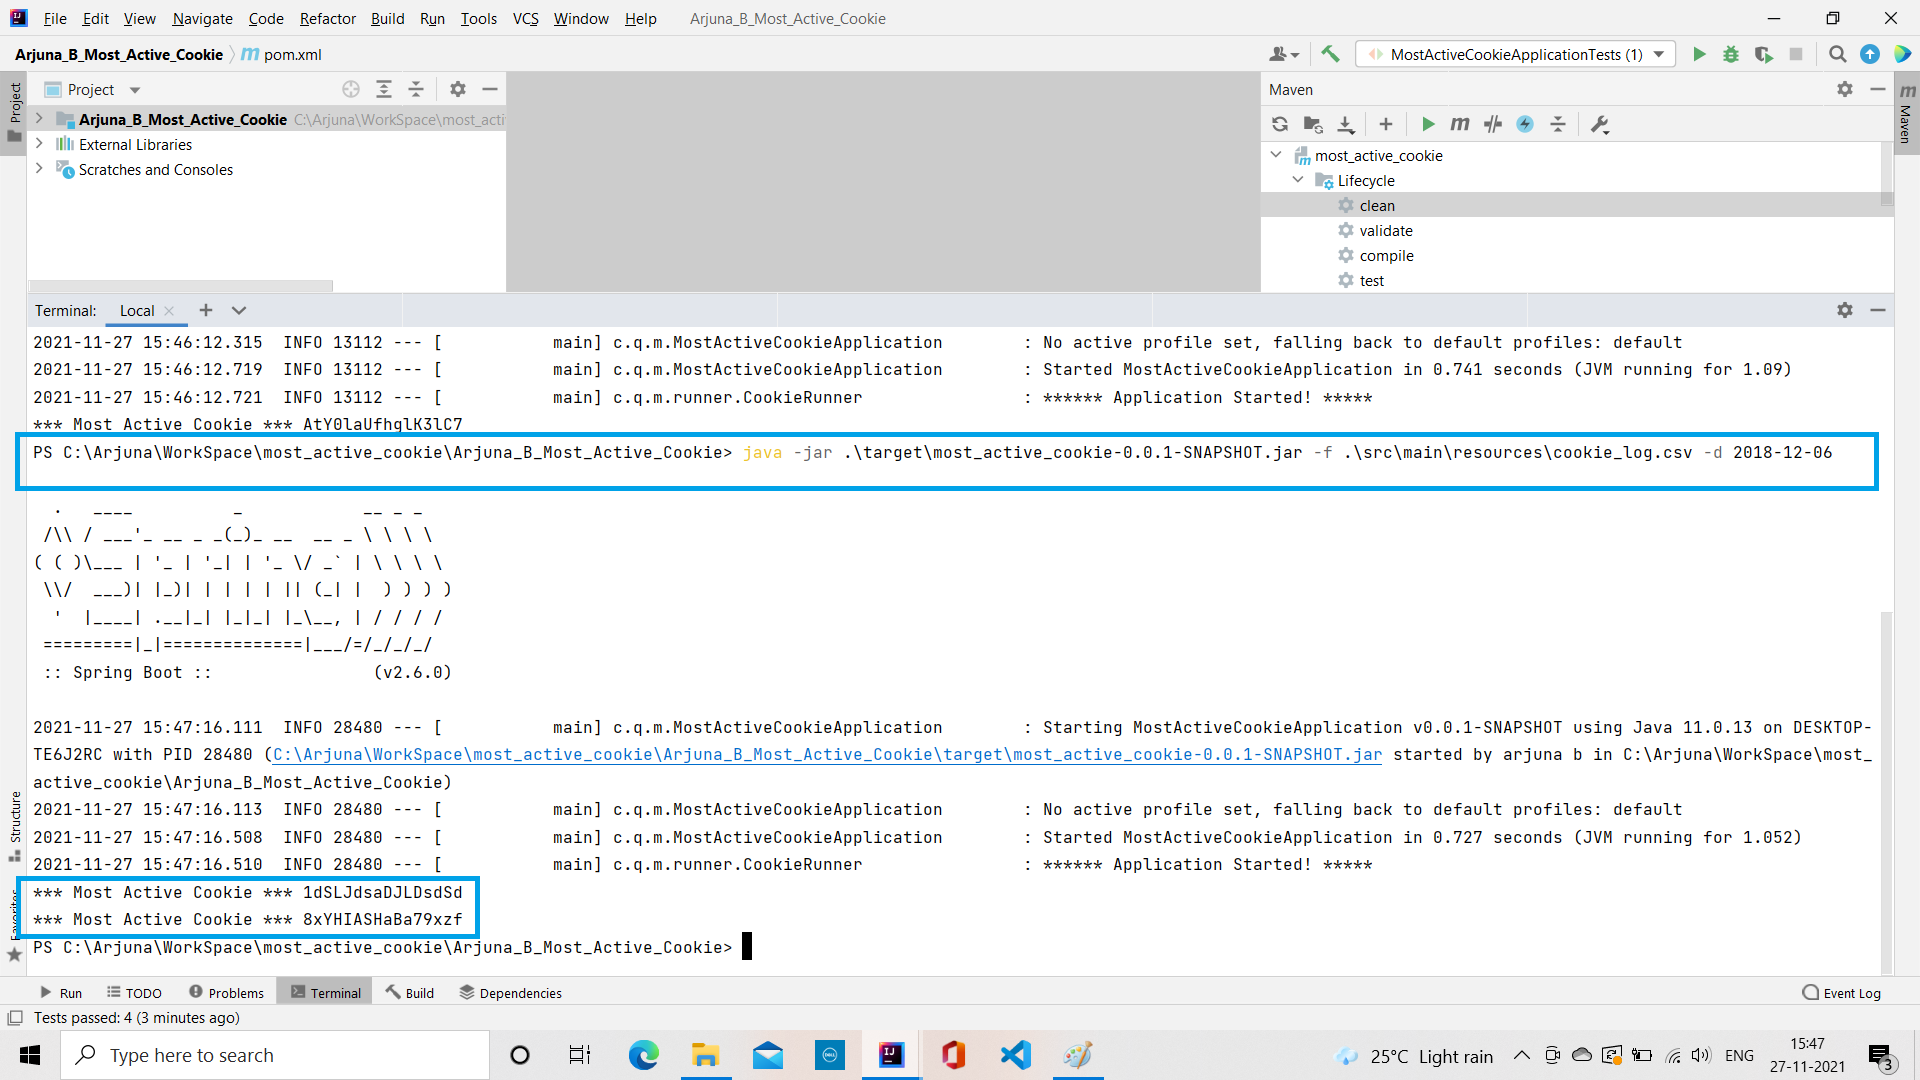 File Edit View Navigate Code Refactor Build Run Tools VCS Window Help Arjuna_B_Most_Active_Cookie
Arjuna_B_Most_Active_Cookie pom.xml MostActiveCookieApplicationTests (1)
Project
Project
Arjuna_B_Most_Active_Cookie C:\Arjuna\WorkSpace\most_acti
External Libraries
Scratches and Consoles
Maven
most_active_cookie
Lifecycle
clean
validate
compile
test
Maven
Terminal: Local
2021-11-27 15:46:12.315  INFO 13112 --- [           main] c.q.m.MostActiveCookieApplication        : No active profile set, falling back to default profiles: default
2021-11-27 15:46:12.719  INFO 13112 --- [           main] c.q.m.MostActiveCookieApplication        : Started MostActiveCookieApplication in 0.741 seconds (JVM running for 1.09)
2021-11-27 15:46:12.721  INFO 13112 --- [           main] c.q.m.runner.CookieRunner                : ****** Application Started! *****
*** Most Active Cookie *** AtY0laUfhglK3lC7
PS C:\Arjuna\WorkSpace\most_active_cookie\Arjuna_B_Most_Active_Cookie> java -jar .\target\most_active_cookie-0.0.1-SNAPSHOT.jar -f .\src\main\resources\cookie_log.csv -d 2018-12-06
:: Spring Boot ::                (v2.6.0)
2021-11-27 15:47:16.111  INFO 28480 --- [           main] c.q.m.MostActiveCookieApplication        : Starting MostActiveCookieApplication v0.0.1-SNAPSHOT using Java 11.0.13 on DESKTOP-
TE6J2RC with PID 28480 (C:\Arjuna\WorkSpace\most_active_cookie\Arjuna_B_Most_Active_Cookie\target\most_active_cookie-0.0.1-SNAPSHOT.jar started by arjuna b in C:\Arjuna\WorkSpace\most_
active_cookie\Arjuna_B_Most_Active_Cookie)
2021-11-27 15:47:16.113  INFO 28480 --- [           main] c.q.m.MostActiveCookieApplication        : No active profile set, falling back to default profiles: default
2021-11-27 15:47:16.508  INFO 28480 --- [           main] c.q.m.MostActiveCookieApplication        : Started MostActiveCookieApplication in 0.727 seconds (JVM running for 1.052)
2021-11-27 15:47:16.510  INFO 28480 --- [           main] c.q.m.runner.CookieRunner                : ****** Application Started! *****
*** Most Active Cookie *** 1dSLJdsaDJLDsdSd
*** Most Active Cookie *** 8xYHIASHaBa79xzf
PS C:\Arjuna\WorkSpace\most_active_cookie\Arjuna_B_Most_Active_Cookie>
Structure
Favorites
Run TODO Problems Terminal Build Dependencies Event Log
Tests passed: 4 (3 minutes ago)
Type here to search 25°C Light rain ENG 15:47
27-11-2021 3